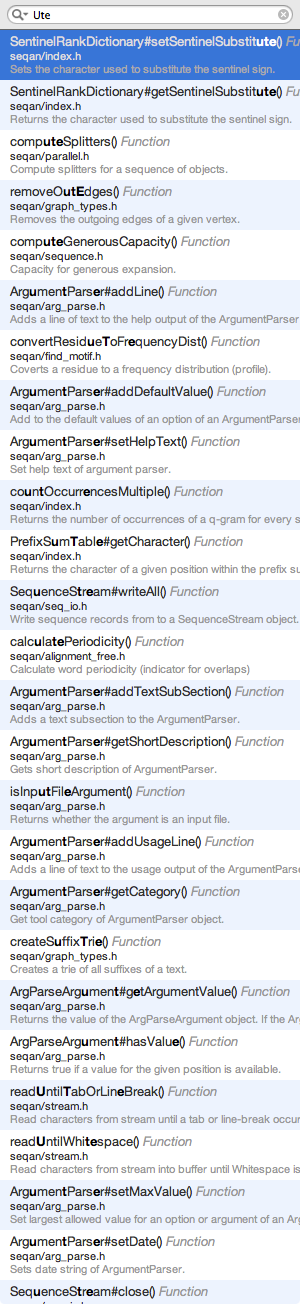 Ute
SentinelRankDictionary#setSentinelSubstitute() Fu
seqan/index.h
Sets the character used to substitute the sentinel sign.
SentinelRankDictionary#getSentinelSubstitute() Fu
seqan/index.h
Returns the character used to substitute the sentinel sign.
computeSplitters() Function
seqan/parallel.h
Compute splitters for a sequence of objects.
removeOutEdges() Function
seqan/graph_types.h
Removes the outgoing edges of a given vertex.
computeGenerousCapacity() Function
seqan/sequence.h
Capacity for generous expansion.
ArgumentParser#addLine() Function
seqan/arg_parse.h
Adds a line of text to the help output of the ArgumentParser
convertResidueToFrequencyDist() Function
seqan/find_motif.h
Coverts a residue to a frequency distribution (profile).
ArgumentParser#addDefaultValue() Function
seqan/arg_parse.h
Add to the default values of an option of an ArgumentParse
ArgumentParser#setHelpText() Function
seqan/arg_parse.h
Set help text of argument parser.
countOccurrencesMultiple() Function
seqan/index.h
Returns the number of occurrences of a q-gram for every s
PrefixSumTable#getCharacter() Function
seqan/index.h
Returns the character of a given position within the prefix su
SequenceStream#writeAll() Function
seqan/seq_io.h
Write sequence records from to a SequenceStream object.
calculatePeriodicity() Function
seqan/alignment_free.h
Calculate word periodicity (indicator for overlaps)
ArgumentParser#addTextSubSection() Function
seqan/arg_parse.h
Adds a text subsection to the ArgumentParser.
ArgumentParser#getShortDescription() Function
seqan/arg_parse.h
Gets short description of ArgumentParser.
isInputFileArgument() Function
seqan/arg_parse.h
Returns whether the argument is an input file.
ArgumentParser#addUsageLine() Function
seqan/arg_parse.h
Adds a line of text to the usage output of the ArgumentPars
ArgumentParser#getCategory() Function
seqan/arg_parse.h
Get tool category of ArgumentParser object.
createSuffixTrie() Function
seqan/graph_types.h
Creates a trie of all suffixes of a text.
ArgParseArgument#getArgumentValue() Function
seqan/arg_parse.h
Returns the value of the ArgParseArgument object. If the Ar
ArgParseArgument#hasValue() Function
seqan/arg_parse.h
Returns true if a value for the given position is available.
readUntilTabOrLineBreak() Function
seqan/stream.h
Read characters from stream until a tab or line-break occur
readUntilWhitespace() Function
seqan/stream.h
Read characters from stream into buffer until Whitespace is
ArgumentParser#setMaxValue() Function
seqan/arg_parse.h
Set largest allowed value for an option or argument of an Ar
ArgumentParser#setDate() Function
seqan/arg_parse.h
Sets date string of ArgumentParser.
SequenceStream#close() Function